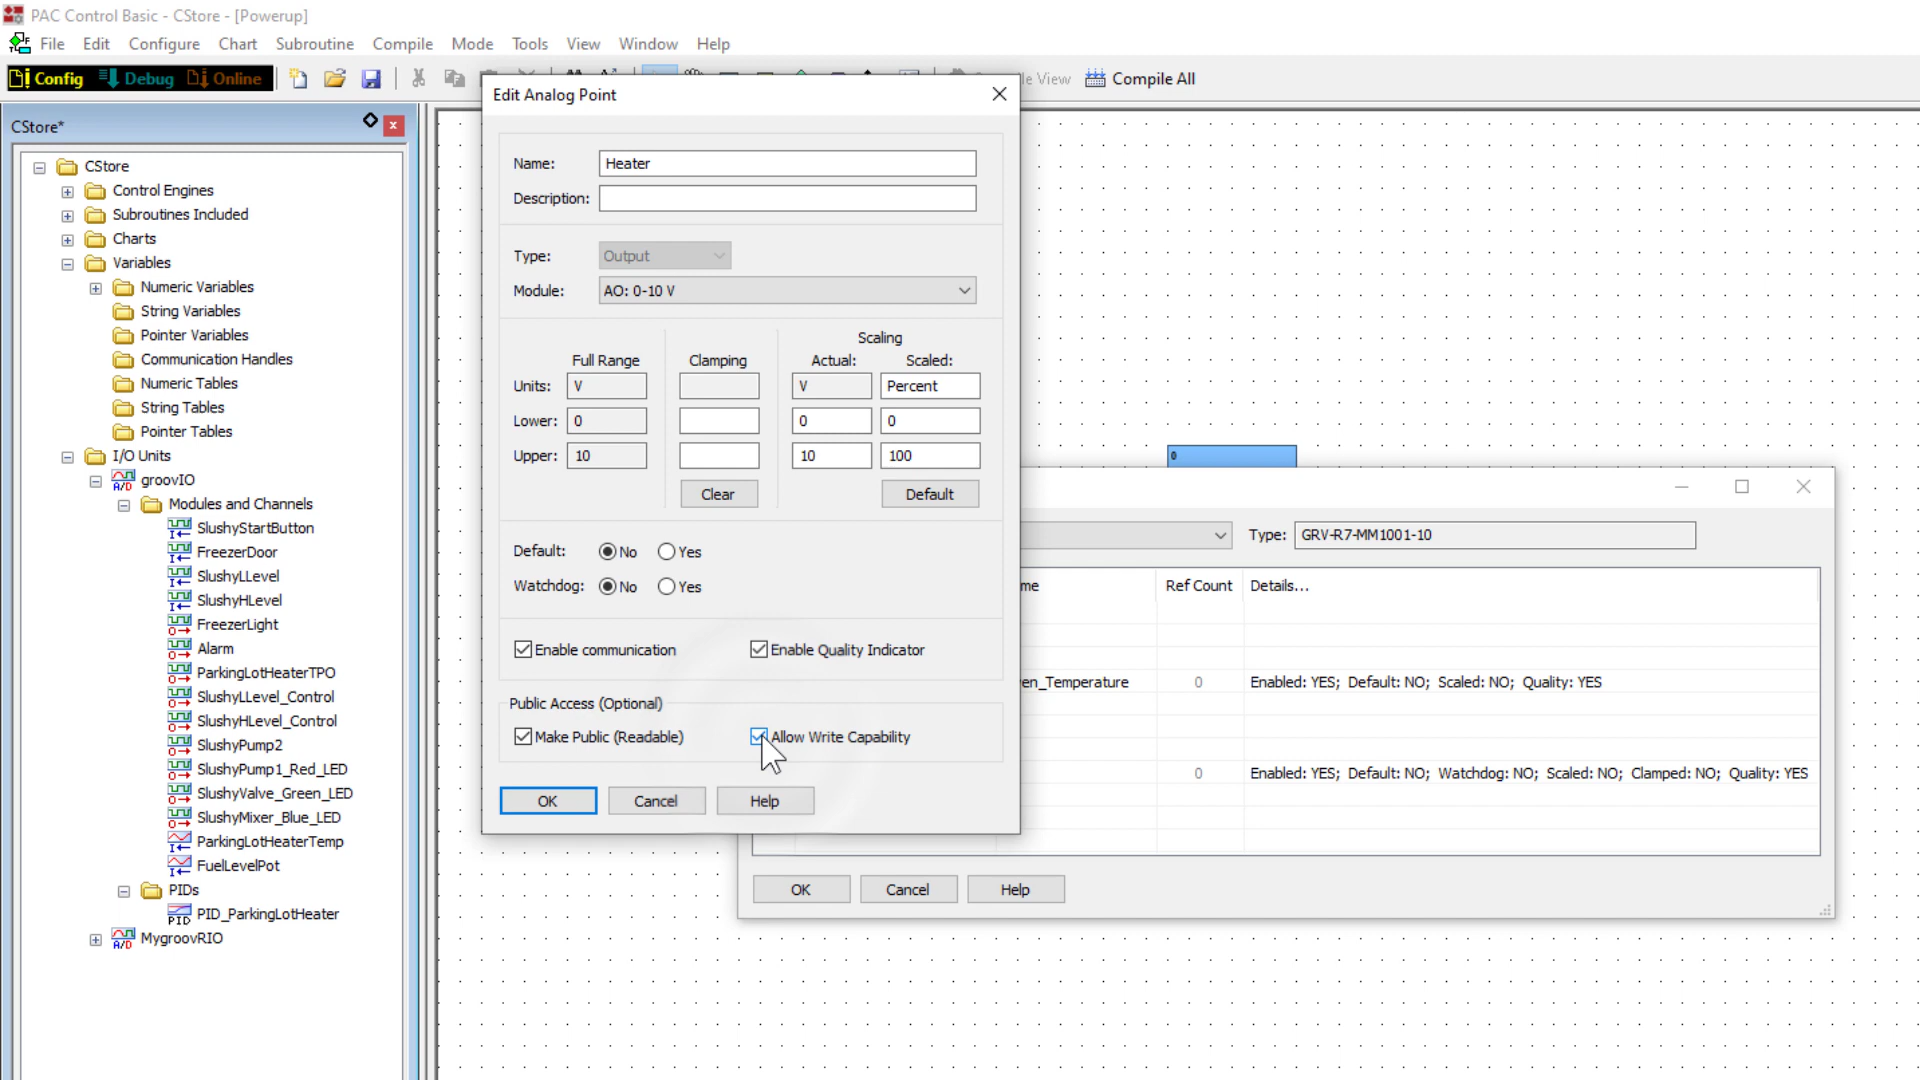 PAC Control Basic - CStore - [Powerup]
File Edit Configure Chart Subroutine Compile Mode Tools View Window Help
Config Debug Online
le View Compile All
CStore*
CStore
Control Engines
Subroutines Included
Charts
Variables
Numeric Variables
String Variables
Pointer Variables
Communication Handles
Numeric Tables
String Tables
Pointer Tables
I/O Units
groovIO
Modules and Channels
SlushyStartButton
FreezerDoor
SlushyLLevel
SlushyHLevel
FreezerLight
Alarm
ParkingLotHeaterTPO
SlushyLLevel_Control
SlushyHLevel_Control
SlushyPump2
SlushyPump1_Red_LED
SlushyValve_Green_LED
SlushyMixer_Blue_LED
ParkingLotHeaterTemp
FuelLevelPot
PIDs
PID_ParkingLotHeater
MygroovRIO
Edit Analog Point
Name: Heater
Description:
Type: Output
Module: AO: 0-10 V
Scaling
Full Range Clamping Actual: Scaled:
Units: V V Percent
Lower: 0 0 0
Upper: 10 10 100
Clear Default
Default: No Yes
Watchdog: No Yes
Enable communication Enable Quality Indicator
Public Access (Optional)
Make Public (Readable) Allow Write Capability
OK Cancel Help
0
Type: GRV-R7-MM1001-10
me Ref Count Details...
en_Temperature 0 Enabled: YES; Default: NO; Scaled: NO; Quality: YES
0 Enabled: YES; Default: NO; Watchdog: NO; Scaled: NO; Clamped: NO; Quality: YES
OK Cancel Help